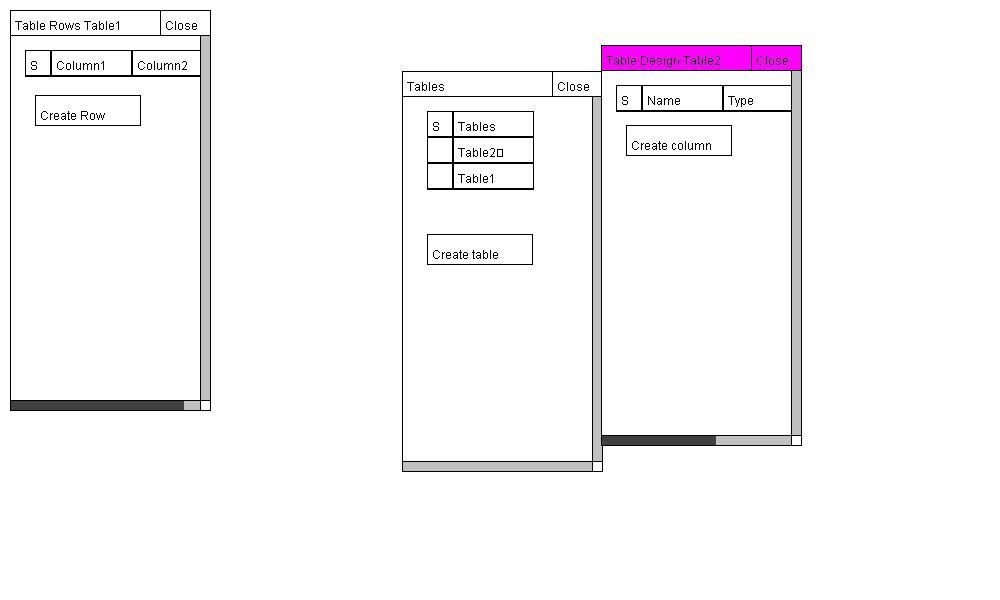 Table Rows Table1 Close
S Column1 Column2
Create Row
Tables Close
S Tables
Table2▯
Table1
Create table
Table Design Table2 Close
S Name Type
Create column